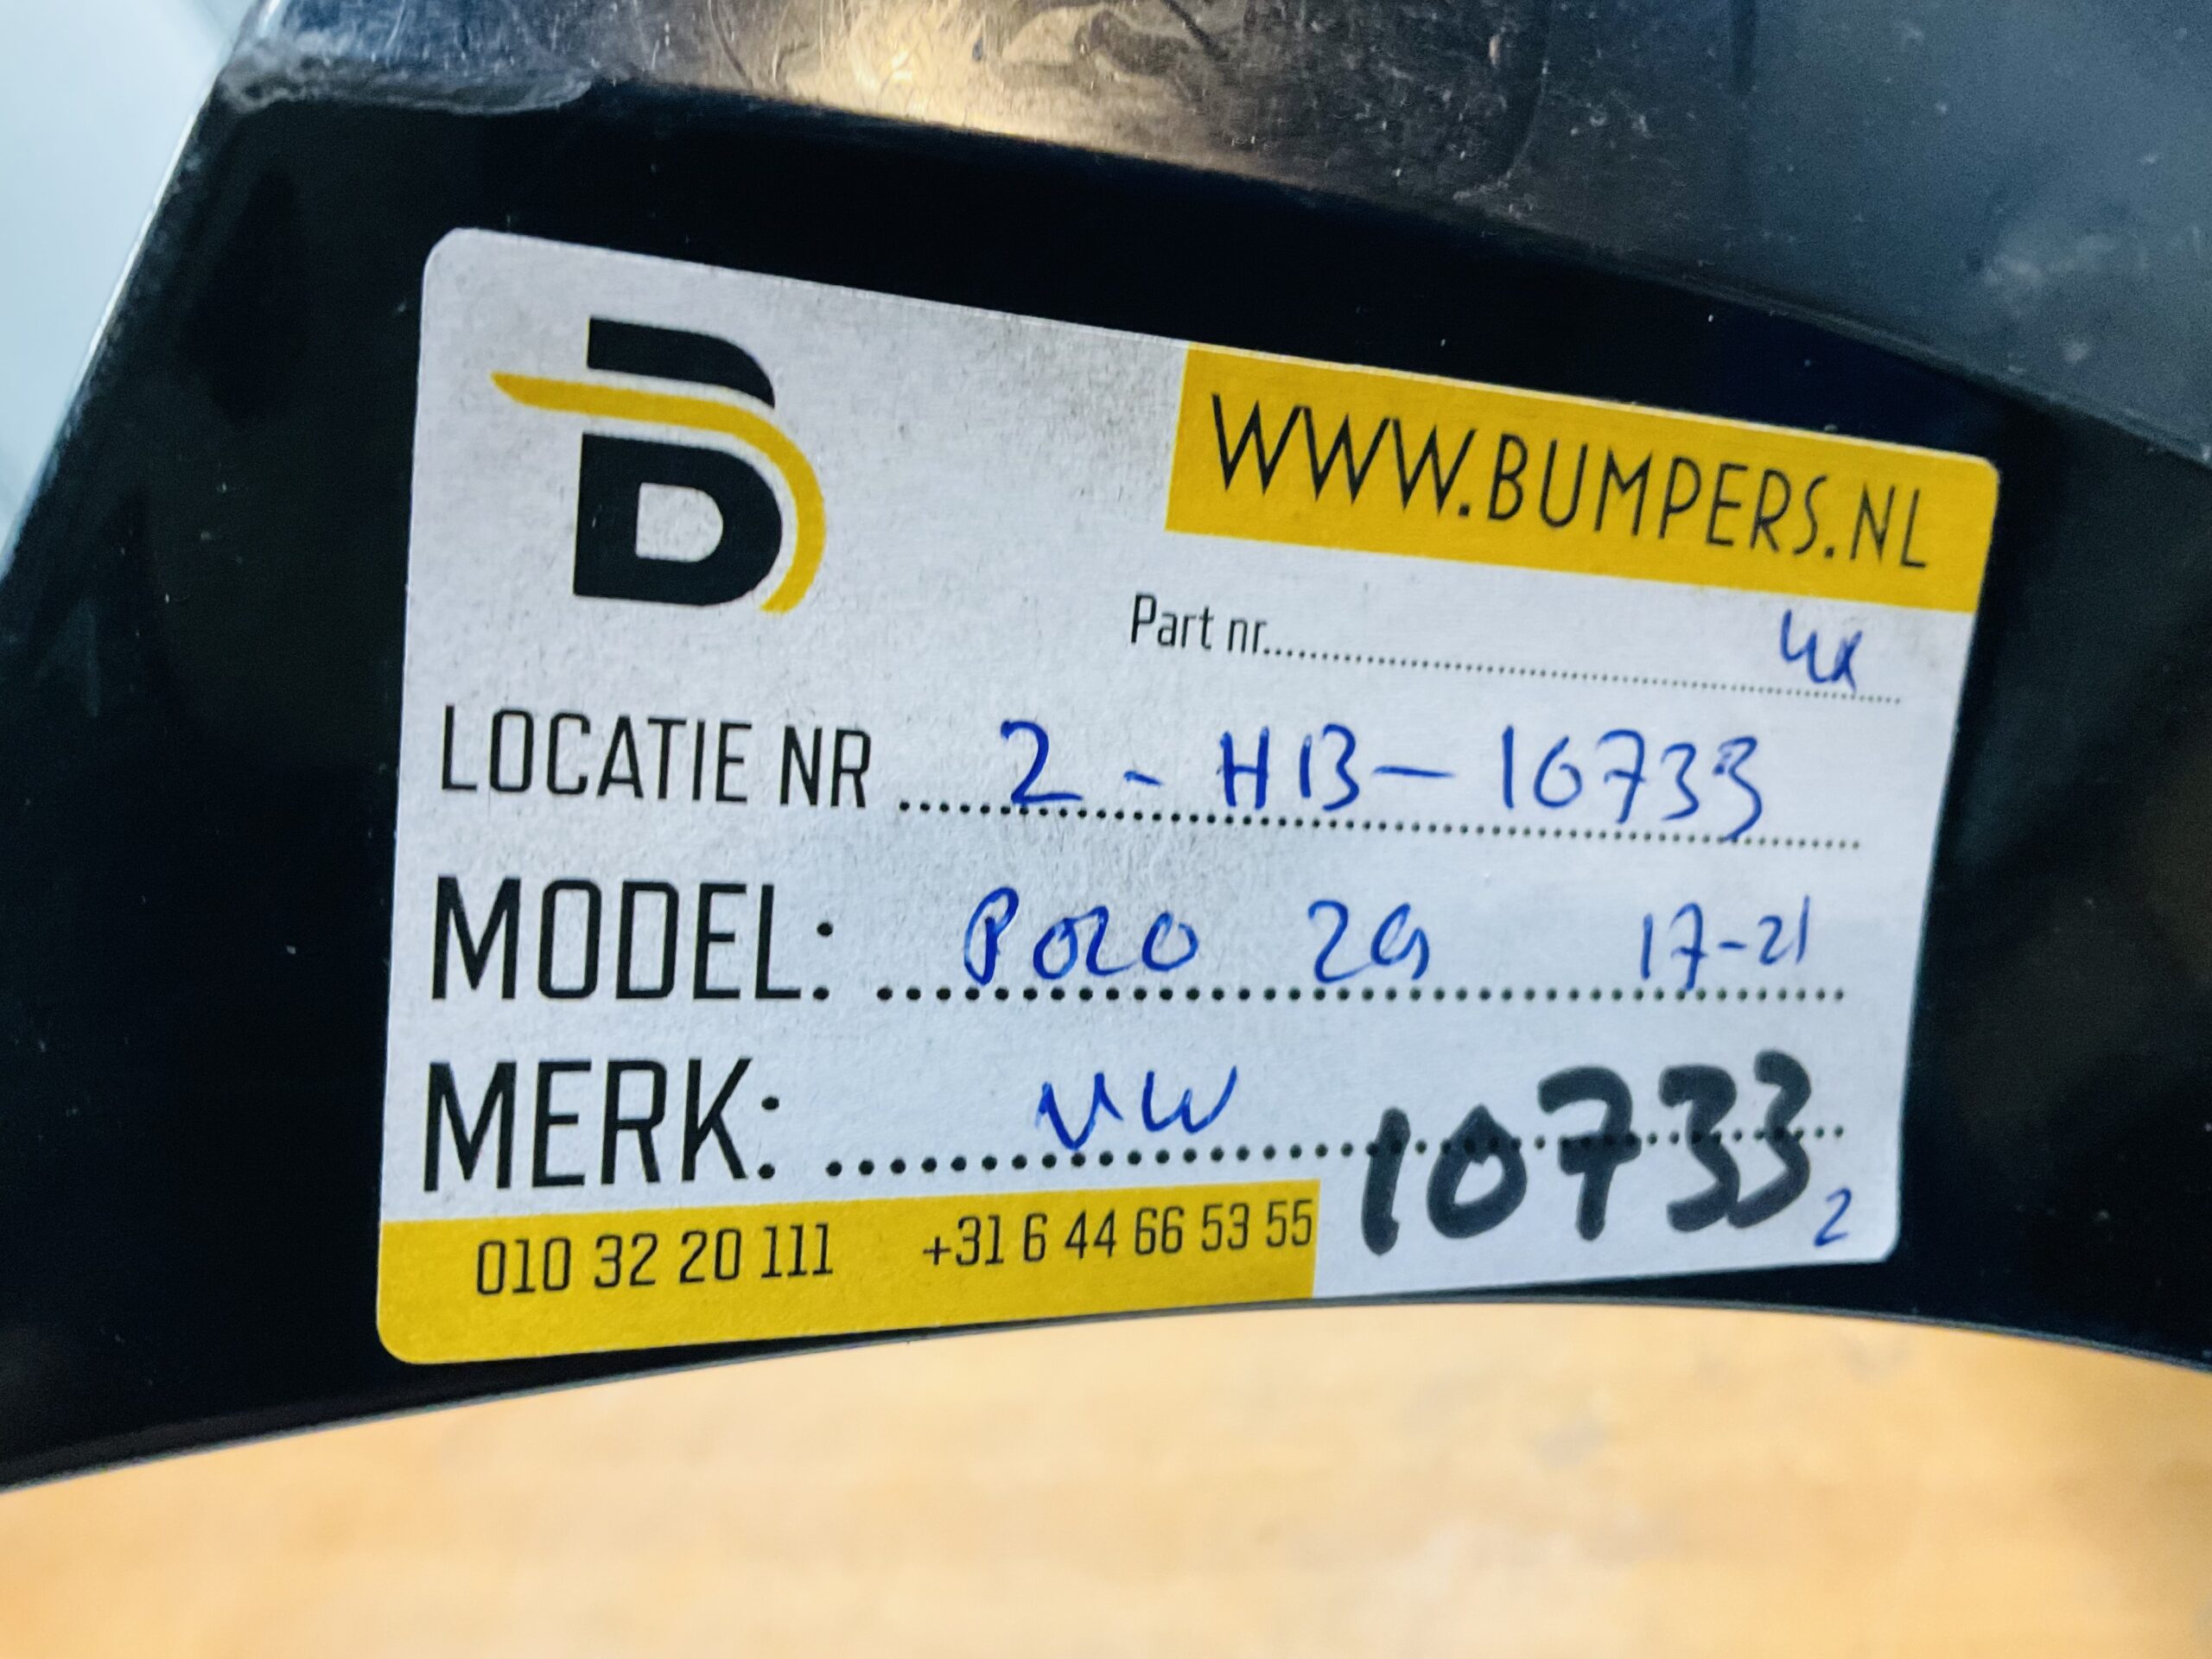 B
WWW.BUMPERS.NL
Part nr. 4x
LOCATIE NR 2 - HB - 10733
MODEL: POLO 2G 17-21
MERK: VW
10733
2
010 32 20 111 +31 6 44 66 53 55